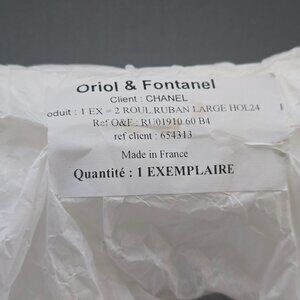 Oriol & Fontanel
Client : CHANEL
oduit : 1 EX = 2 ROUL RUBAN LARGE HOL24
Ref O&F : RU01910 60 B4
ref client : 654313
Made in France
Quantité : 1 EXEMPLAIRE